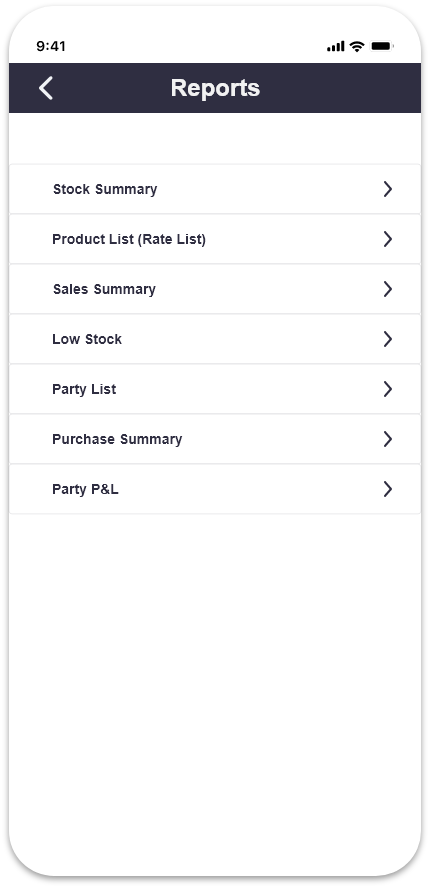 9:41
Reports
Stock Summary
Product List (Rate List)
Sales Summary
Low Stock
Party List
Purchase Summary
Party P&L